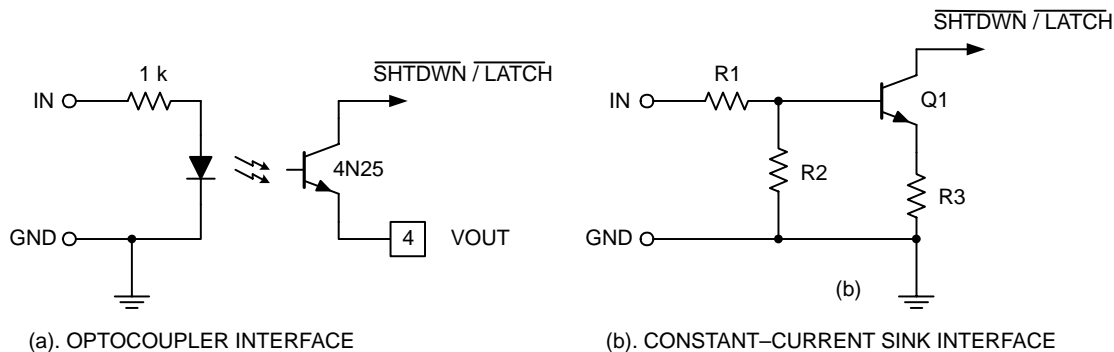 SHTDWN / LATCH
1 k
IN
4N25
GND
4
VOUT
(a). OPTOCOUPLER INTERFACE
SHTDWN / LATCH
R1
IN
Q1
R2
R3
GND
(b)
(b). CONSTANT–CURRENT SINK INTERFACE